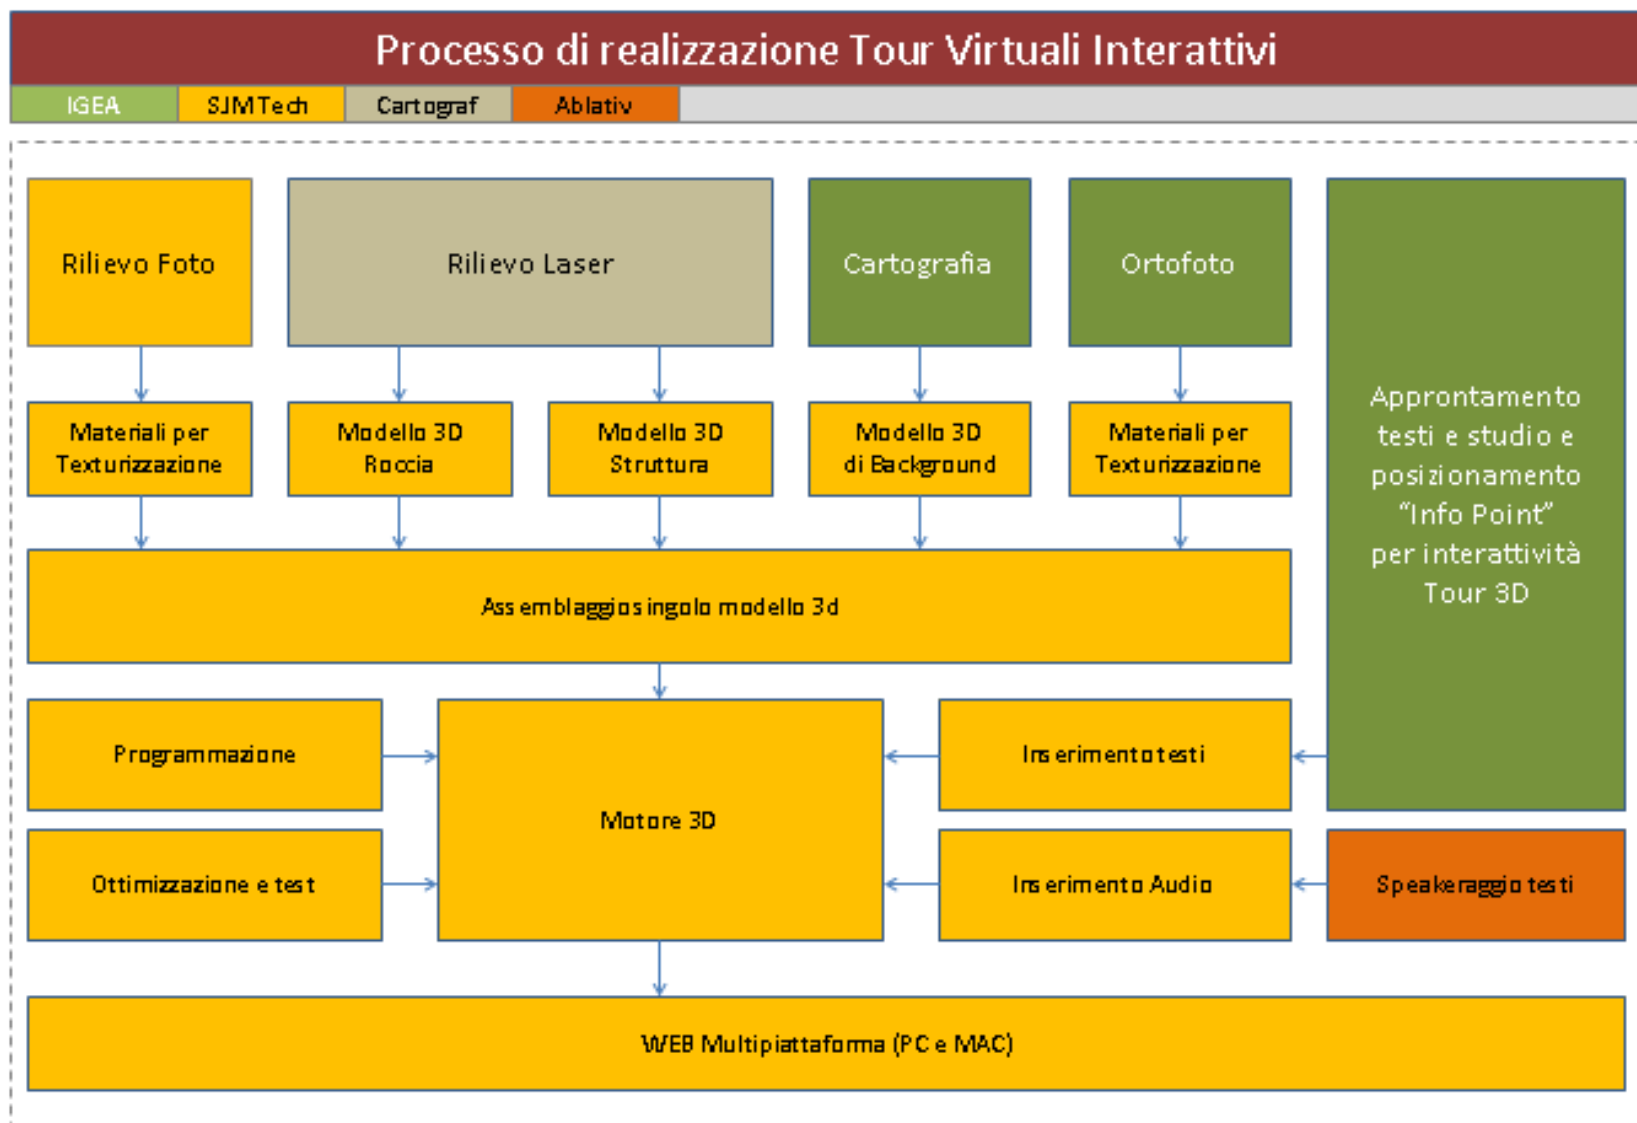 Processo di realizzazione Tour Virtuali Interattivi
IGEA
SJMTech
Cartograf
Ablativ
Rilievo Foto
Rilievo Laser
Cartografia
Ortofoto
Approntamento
testi e studio e
posizionamento
“Info Point”
per interattività
Tour 3D
Materiali per
Texturizzazione
Modello 3D
Roccia
Modello 3D
Struttura
Modello 3D
di Background
Materiali per
Texturizzazione
Assemblaggio singolo modello 3d
Programmazione
Motore 3D
Inserimento testi
Ottimizzazione e test
Inserimento Audio
Speakeraggio testi
WEB Multipiattaforma (PC e MAC)